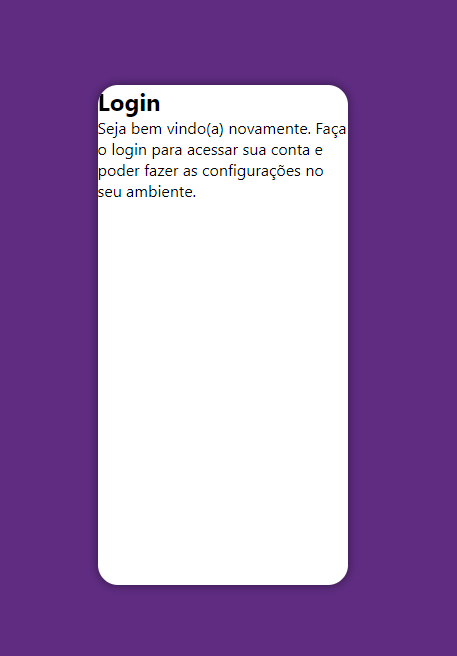 Login
Seja bem vindo(a) novamente. Faça
o login para acessar sua conta e
poder fazer as configurações no
seu ambiente.